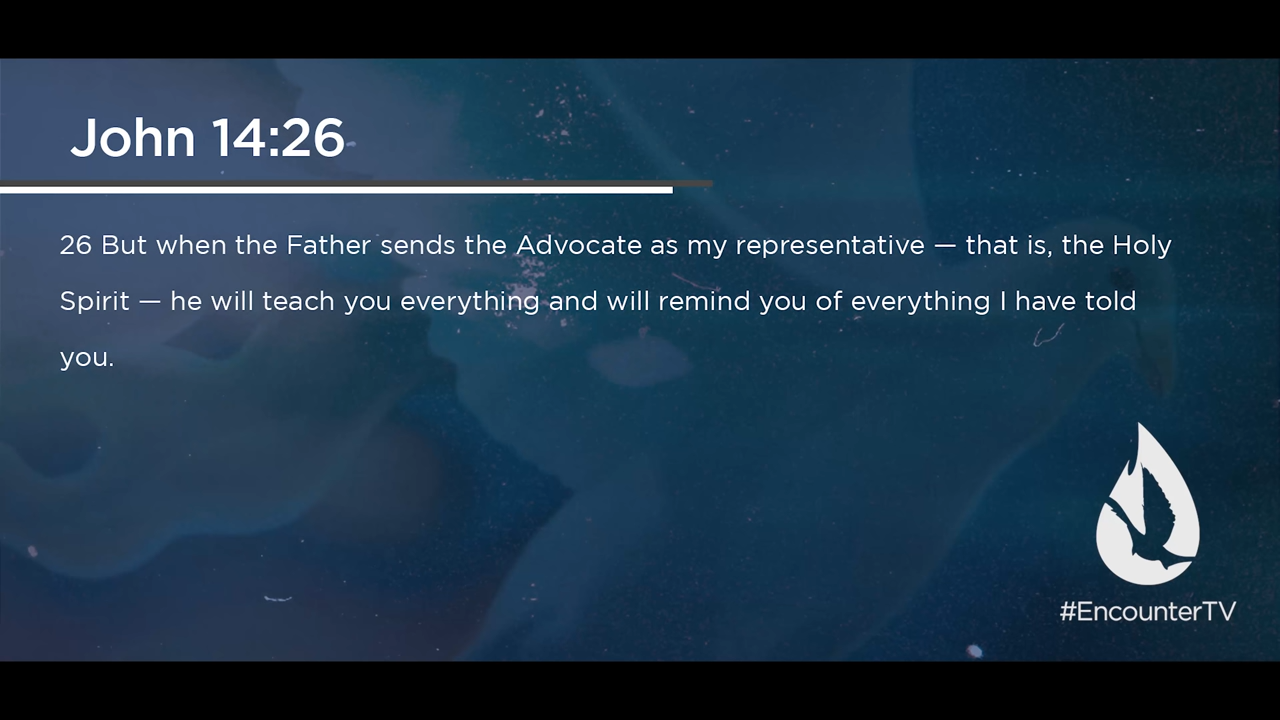 John 14:26
26 But when the Father sends the Advocate as my representative — that is, the Holy
Spirit — he will teach you everything and will remind you of everything I have told
you.
#EncounterTV